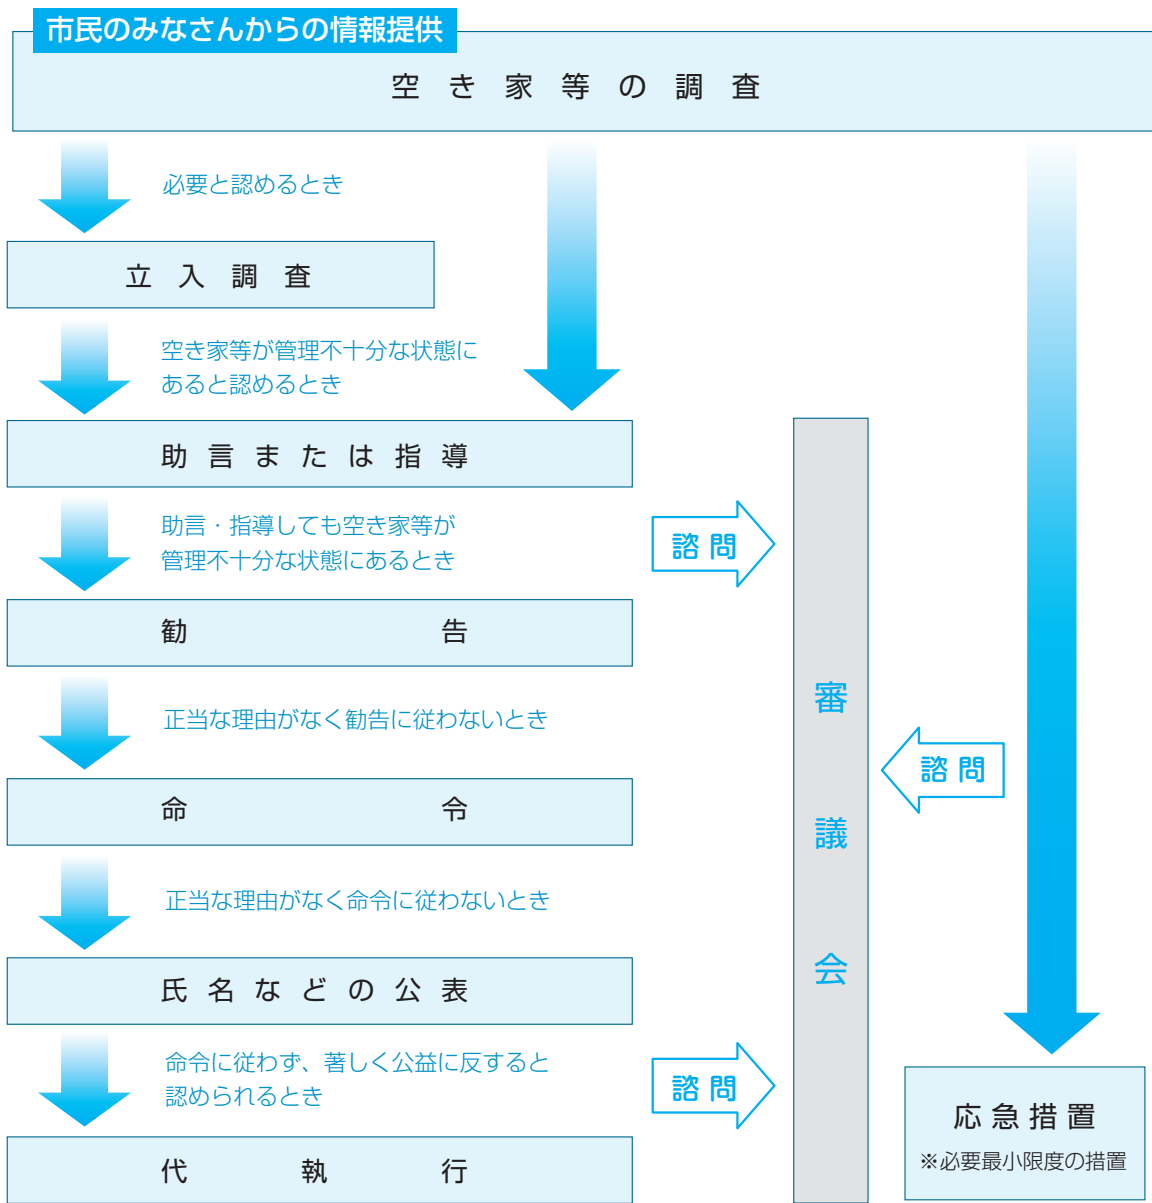 市民のみなさんからの情報提供
空き家等の調査
必要と認めるとき
立入調査
空き家等が管理不十分な状態に
あると認めるとき
助言または指導
助言・指導しても空き家等が
管理不十分な状態にあるとき
諮問
勧告
正当な理由がなく勧告に従わないとき
命令
正当な理由がなく命令に従わないとき
氏名などの公表
命令に従わず、著しく公益に反すると
認められるとき
諮問
代執行
審議会
諮問
応急措置
※必要最小限度の措置